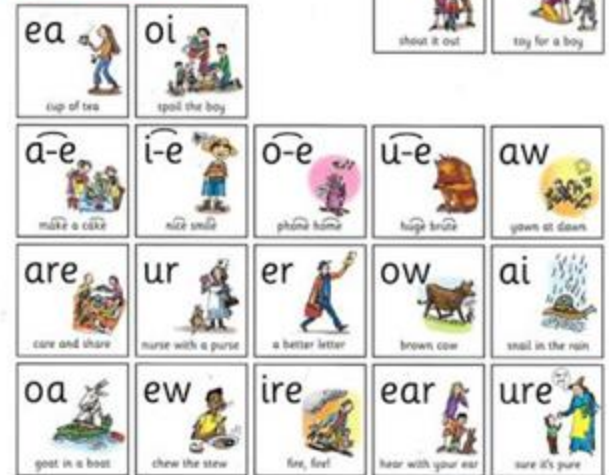 shout it out
toy for a boy
ea
cup of tea
oi
spoil the boy
a-e
make a cake
i-e
nice smile
o-e
phone home
u-e
huge brute
aw
yawn at dawn
are
care and share
ur
nurse with a purse
er
a better letter
ow
brown cow
ai
snail in the rain
oa
goat in a boat
ew
chew the stew
ire
fire, fire!
ear
hear with your ear
ure
sure it's pure